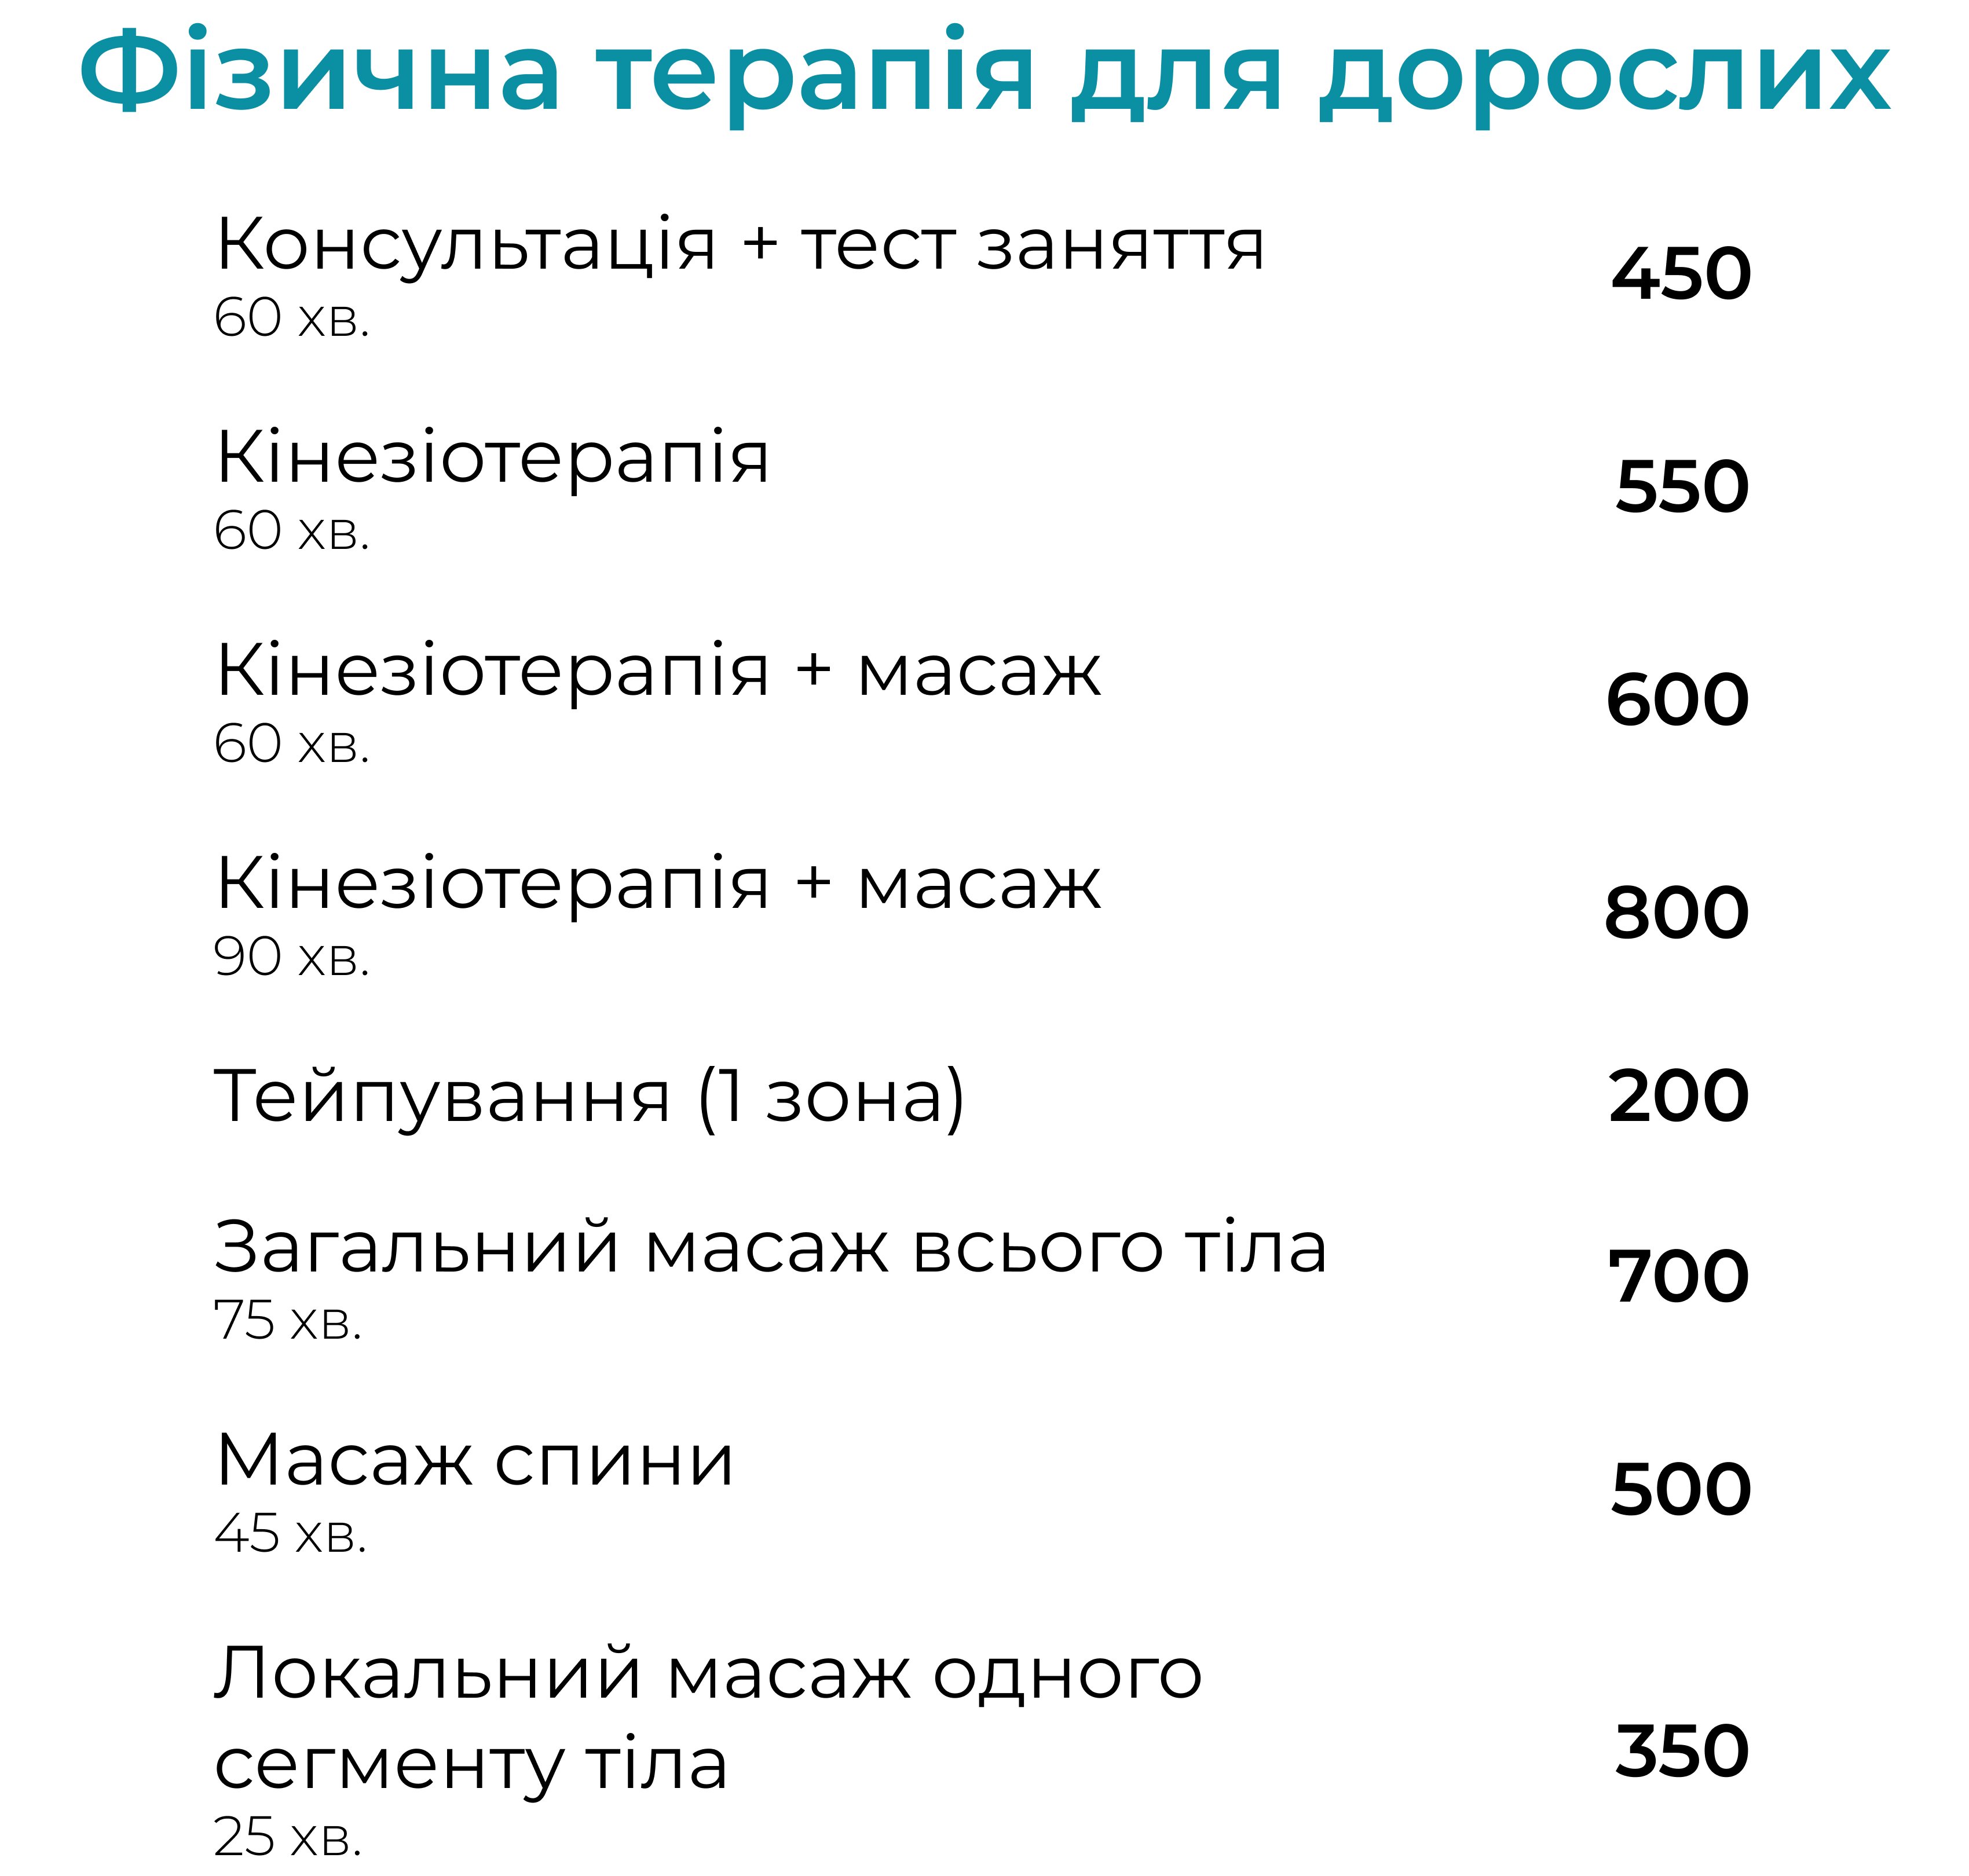 Фізична терапія для дорослих
Консультація + тест заняття
60 хв.
450
Кінезіотерапія
60 хв.
550
Кінезіотерапія + масаж
60 хв.
600
Кінезіотерапія + масаж
90 хв.
800
Тейпування (1 зона)
200
Загальний масаж всього тіла
75 хв.
700
Масаж спини
45 хв.
500
Локальний масаж одного
сегменту тіла
25 хв.
350